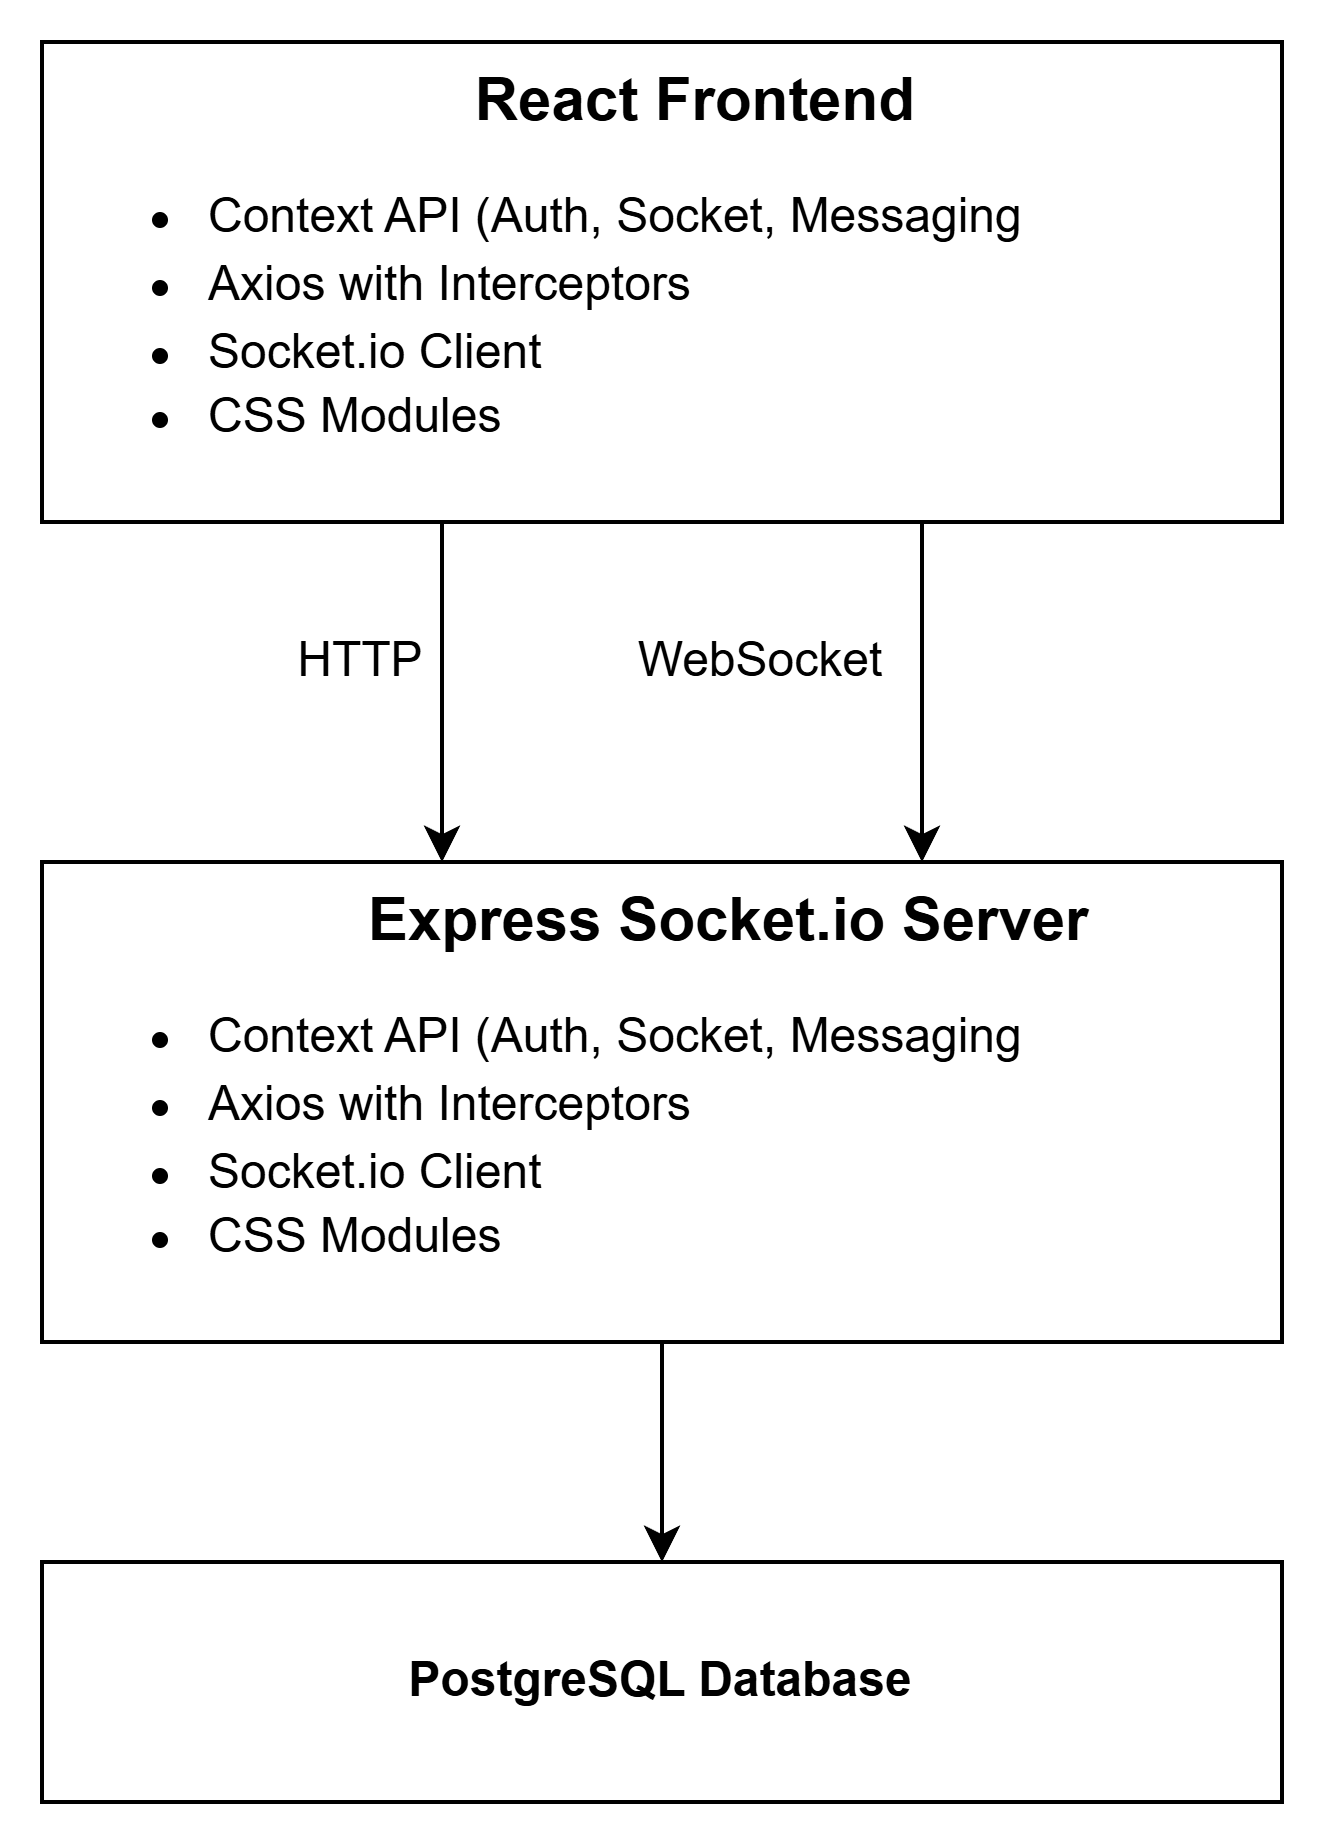 React Frontend
Context API (Auth, Socket, Messaging
Axios with Interceptors
Socket.io Client
CSS Modules
HTTP
WebSocket
Express Socket.io Server
Context API (Auth, Socket, Messaging
Axios with Interceptors
Socket.io Client
CSS Modules
PostgreSQL Database